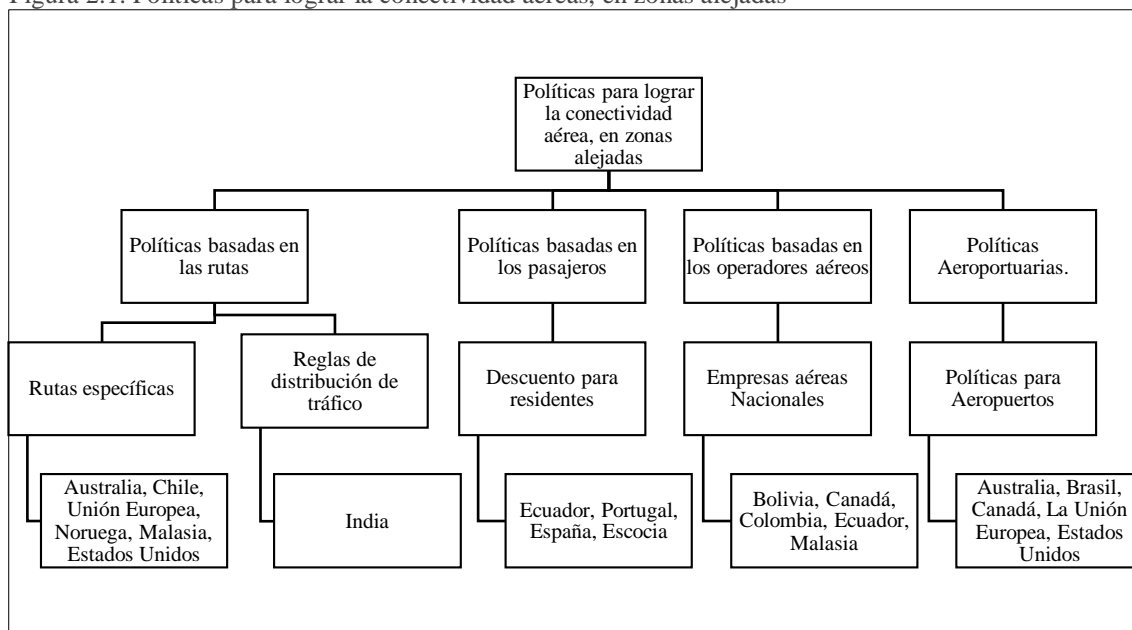 Figura 2.1. Políticas para lograr la conectividad aéreas, en zonas alejadas
Políticas para lograr
la conectividad
aérea, en zonas
alejadas
Políticas basadas en
las rutas
Políticas basadas en
los pasajeros
Políticas basadas en
los operadores aéreos
Políticas
Aeroportuarias.
Rutas específicas
Reglas de
distribución de
tráfico
Descuento para
residentes
Empresas aéreas
Nacionales
Políticas para
Aeropuertos
Australia, Chile,
Unión Europea,
Noruega, Malasia,
Estados Unidos
India
Ecuador, Portugal,
España, Escocia
Bolivia, Canadá,
Colombia, Ecuador,
Malasia
Australia, Brasil,
Canadá, La Unión
Europea, Estados
Unidos